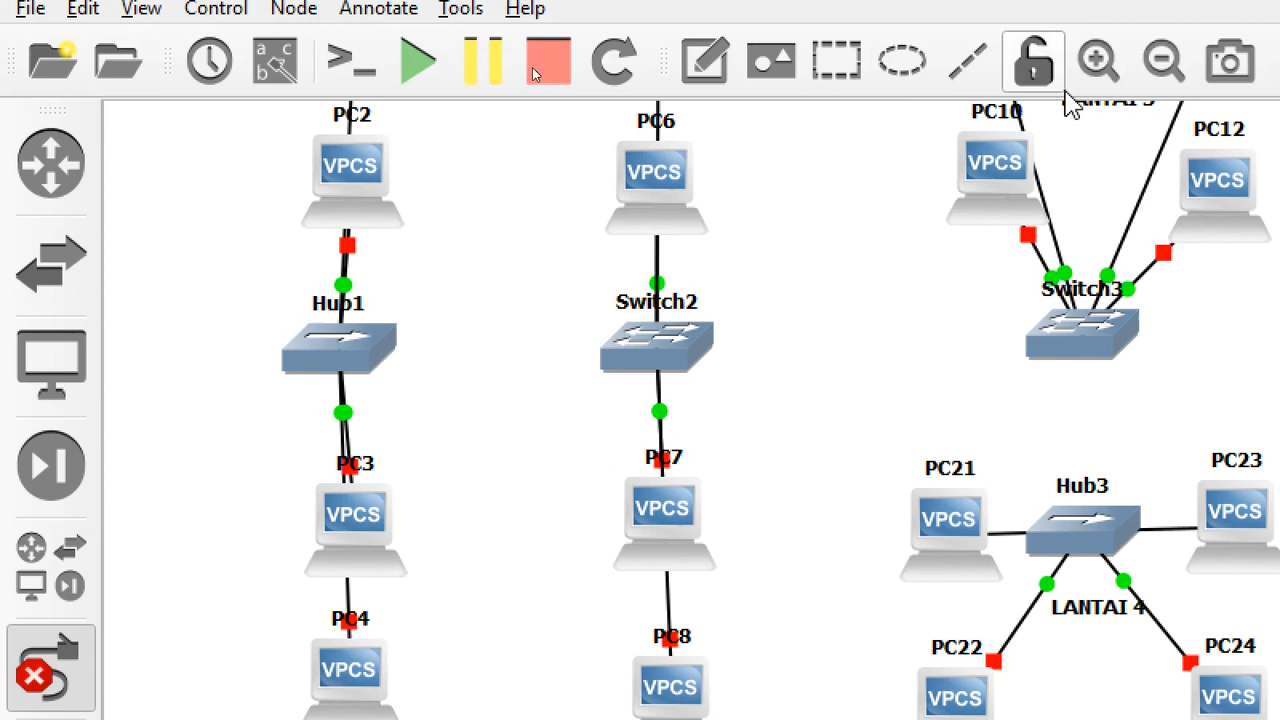 File Edit View Control Node Annotate Tools Help
a c
b
PC2
VPCS
Hub1
PC3
VPCS
PC4
VPCS
PC6
VPCS
Switch2
PC7
VPCS
PC8
VPCS
PC10
VPCS
PC12
VPCS
Switch3
PC21
VPCS
Hub3
PC23
VPCS
LANTAI 4
PC22
VPCS
PC24
VPCS